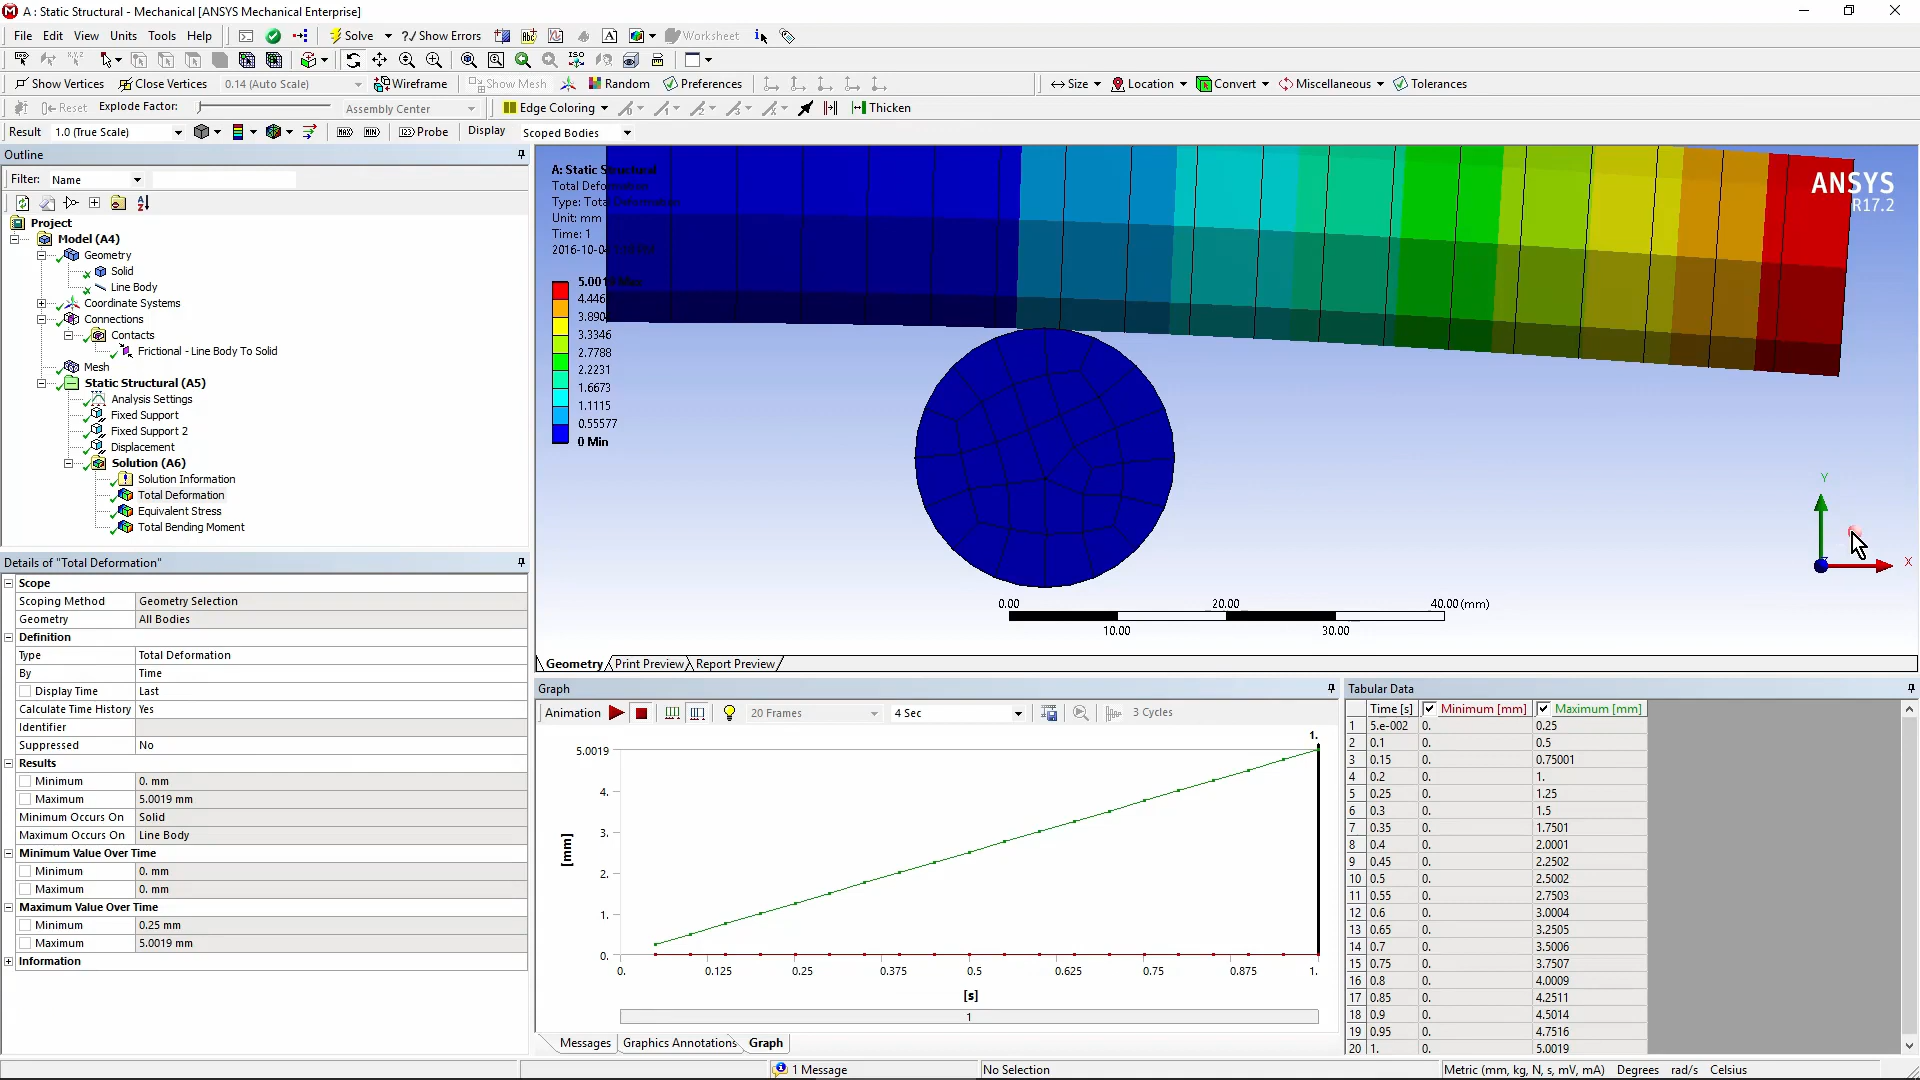 A : Static Structural - Mechanical [ANSYS Mechanical Enterprise]
File Edit View Units Tools Help Solve ?/ Show Errors Worksheet
Show Vertices Close Vertices 0.14 (Auto Scale) Wireframe Show Mesh Random Preferences Size Location Convert Miscellaneous Tolerances
Reset Explode Factor: Assembly Center Edge Coloring Thicken
Result 1.0 (True Scale) MAX MIN Probe Display Scoped Bodies
Outline
Filter: Name
Project
Model (A4)
Geometry
Solid
Line Body
Coordinate Systems
Connections
Contacts
Frictional - Line Body To Solid
Mesh
Static Structural (A5)
Analysis Settings
Fixed Support
Fixed Support 2
Displacement
Solution (A6)
Solution Information
Total Deformation
Equivalent Stress
Total Bending Moment
Details of "Total Deformation"
Scope
Scoping Method Geometry Selection
Geometry All Bodies
Definition
Type Total Deformation
By Time
Display Time Last
Calculate Time History Yes
Identifier
Suppressed No
Results
Minimum 0. mm
Maximum 5.0019 mm
Minimum Occurs On Solid
Maximum Occurs On Line Body
Minimum Value Over Time
Minimum 0. mm
Maximum 0. mm
Maximum Value Over Time
Minimum 0.25 mm
Maximum 5.0019 mm
Information
A: Static Structural
Total Deformation
Type: Total Deformation
Unit: mm
Time: 1
5.0019 Max
4.446
3.890
3.3346
2.7788
2.2231
1.6673
1.1115
0.55577
0 Min
ANSYS
R17.2
Y
X
0.00 20.00 40.00 (mm)
10.00 30.00
Geometry Print Preview Report Preview
Graph
Animation 20 Frames 4 Sec 3 Cycles
1.
5.0019
4.
3.
2.
1.
0.
[mm]
0. 0.125 0.25 0.375 0.5 0.625 0.75 0.875 1.
[s]
1
Messages Graphics Annotations Graph
Tabular Data
Time [s] Minimum [mm] Maximum [mm]
1 5.e-002 0. 0.25
2 0.1 0. 0.5
3 0.15 0. 0.75001
4 0.2 0. 1.
5 0.25 0. 1.25
6 0.3 0. 1.5
7 0.35 0. 1.7501
8 0.4 0. 2.0001
9 0.45 0. 2.2502
10 0.5 0. 2.5002
11 0.55 0. 2.7503
12 0.6 0. 3.0004
13 0.65 0. 3.2505
14 0.7 0. 3.5006
15 0.75 0. 3.7507
16 0.8 0. 4.0009
17 0.85 0. 4.2511
18 0.9 0. 4.5014
19 0.95 0. 4.7516
20 1. 0. 5.0019
1 Message No Selection Metric (mm, kg, N, s, mV, mA) Degrees rad/s Celsius